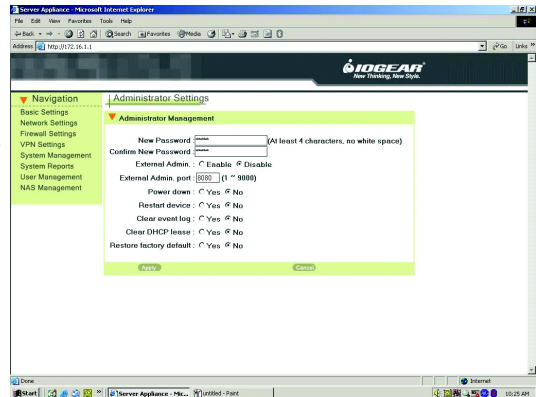 Server Appliance - Microsoft Internet Explorer
File Edit View Favorites Tools Help
Back Search Favorites Media
Address http://172.16.1.1 Go Links »
IOGEAR®
New Thinking, New Style.
Navigation
Basic Settings
Network Settings
Firewall Settings
VPN Settings
System Management
System Reports
User Management
NAS Management
Administrator Settings
Administrator Management
New Password : ***** (At least 4 characters, no white space)
Confirm New Password : *****
External Admin. : Enable Disable
External Admin. port : 8080 (1 ~ 9000)
Power down : Yes No
Restart device : Yes No
Clear event log : Yes No
Clear DHCP lease : Yes No
Restore factory default : Yes No
Apply Cancel
Done Internet
Start » Server Appliance - Mic... untitled - Paint 10:25 AM